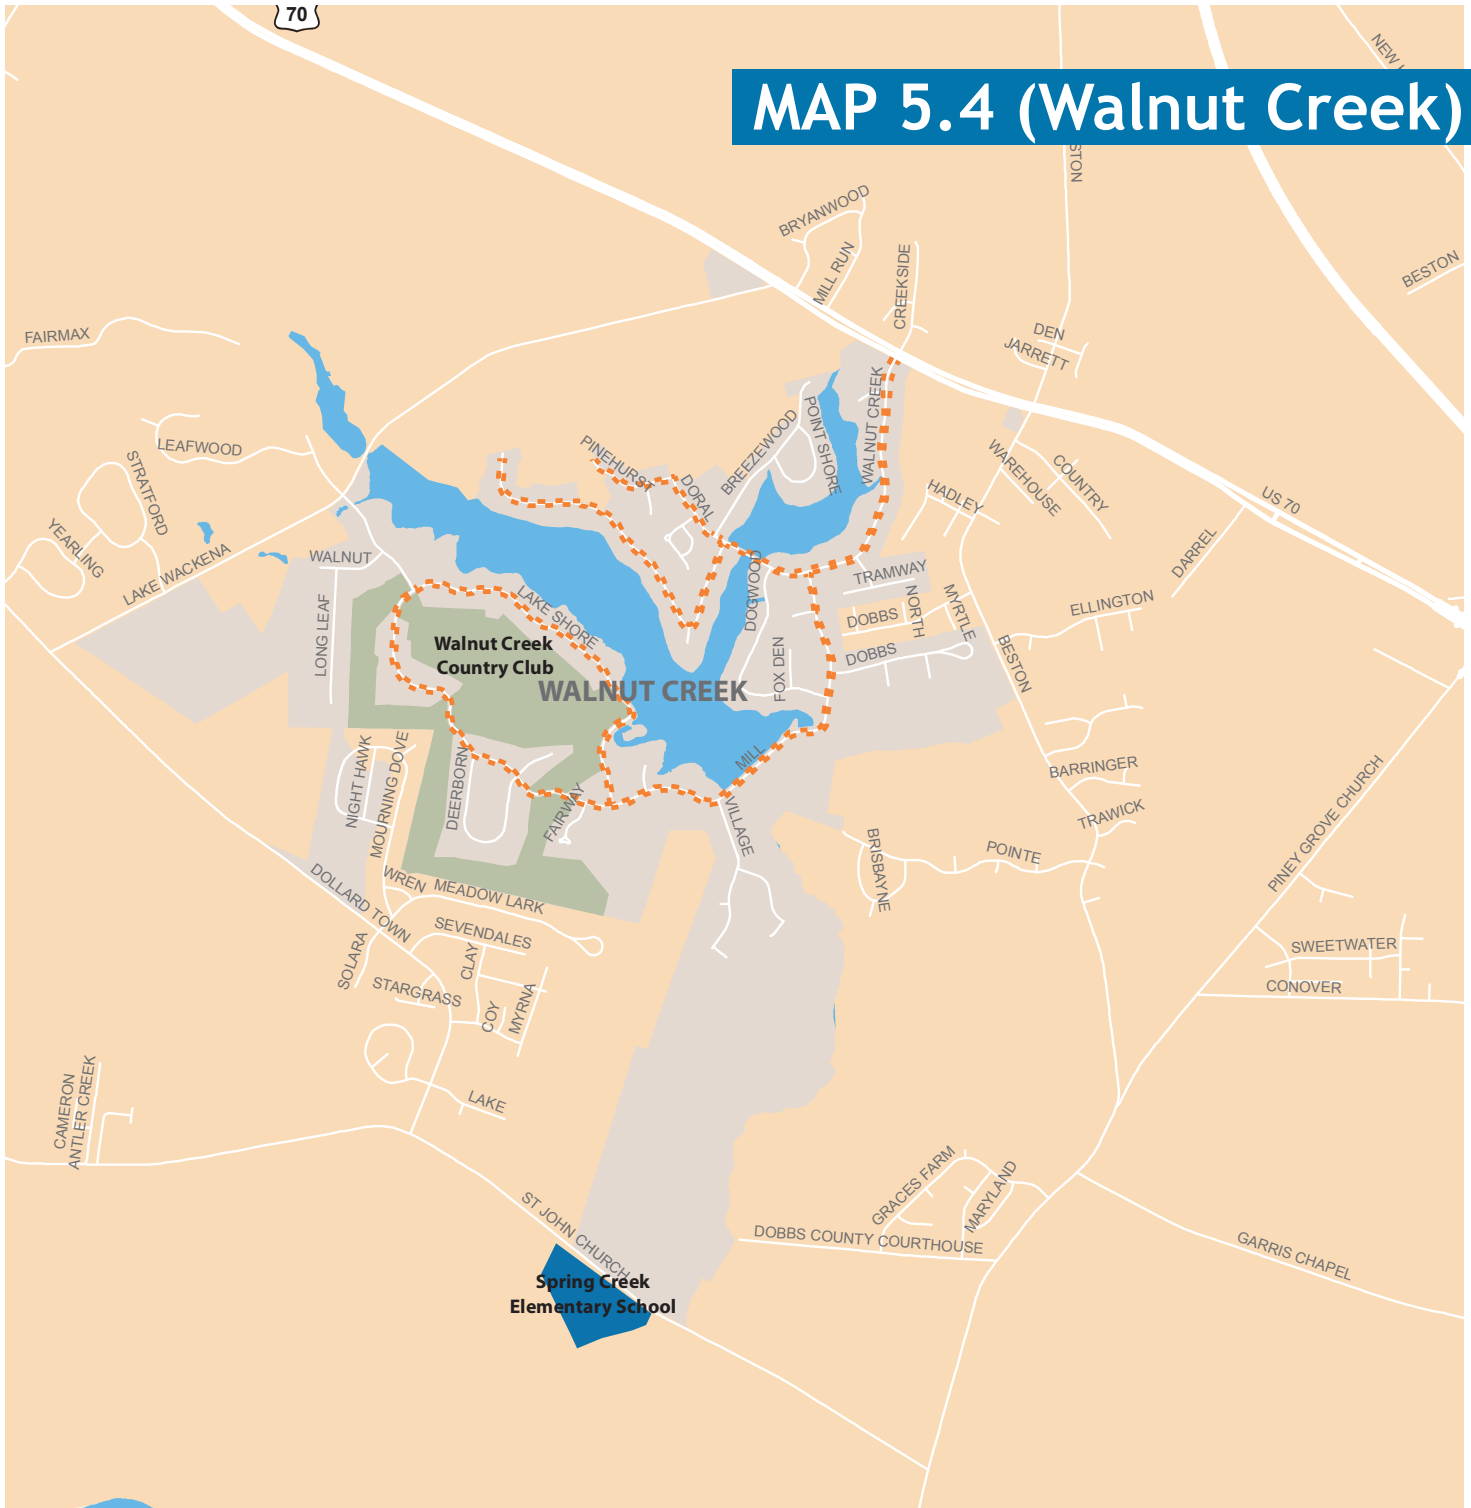 70
NEW
MAP 5.4 (Walnut Creek)
STON
BRYANWOOD
MILL RUN
CREEKSIDE
BESTON
FAIRMAX
DEN
JARRETT
WALNUT CREEK
POINT SHORE
BREEZEWOOD
PINEHURST
DORAL
LEAFWOOD
STRATFORD
YEARLING
LAKE WACKENA
WAREHOUSE
COUNTRY
HADLEY
US 70
DARREL
WALNUT
LONG LEAF
LAKE SHORE
DOGWOOD
TRAMWAY
NORTH
MYRTLE
DOBBS
DOBBS
ELLINGTON
BESTON
FOX DEN
Walnut Creek
Country Club
WALNUT CREEK
MILL
NIGHT HAWK
MOURNING DOVE
DEERBORN
FAIRWAY
VILLAGE
BARRINGER
TRAWICK
PINEY GROVE CHURCH
BRISBAYNE
POINTE
DOLLARD TOWN
WREN
MEADOW LARK
SEVENDALES
SOLARA
CLAY
STARGRASS
COY
MYRNA
SWEETWATER
CONOVER
CAMERON
ANTLER CREEK
LAKE
GRACES FARM
MARYLAND
ST JOHN CHURCH
DOBBS COUNTY COURTHOUSE
GARRIS CHAPEL
Spring Creek
Elementary School